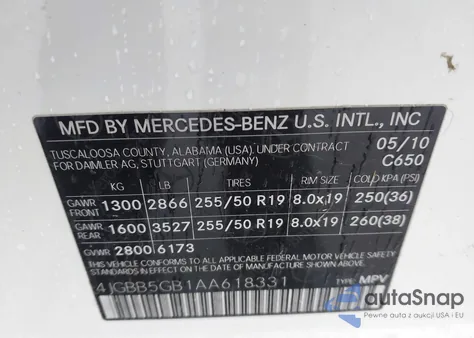 MFD BY MERCEDES-BENZ U.S. INTL., INC
TUSCALOOSA COUNTY, ALABAMA (USA), UNDER CONTRACT 05/10
FOR DAIMLER AG, STUTTGART (GERMANY) C650
KG LB TIRES RIM SIZE COLD KPA (PSI)
GAWR FRONT 1300 2866 255/50 R19 8.0x19 250(36)
GAWR REAR 1600 3527 255/50 R19 8.0x19 260(38)
GVWR 2800 6173
THIS VEHICLE CONFORMS TO ALL APPLICABLE
FEDERAL MOTOR VEHICLE SAFETY STANDARDS IN
EFFECT ON THE DATE OF MANUFACTURE SHOWN ABOVE.
4JGBB5GB1AA618331 TYPE: MPV
autoSnap
Pewne auta z USA i EU